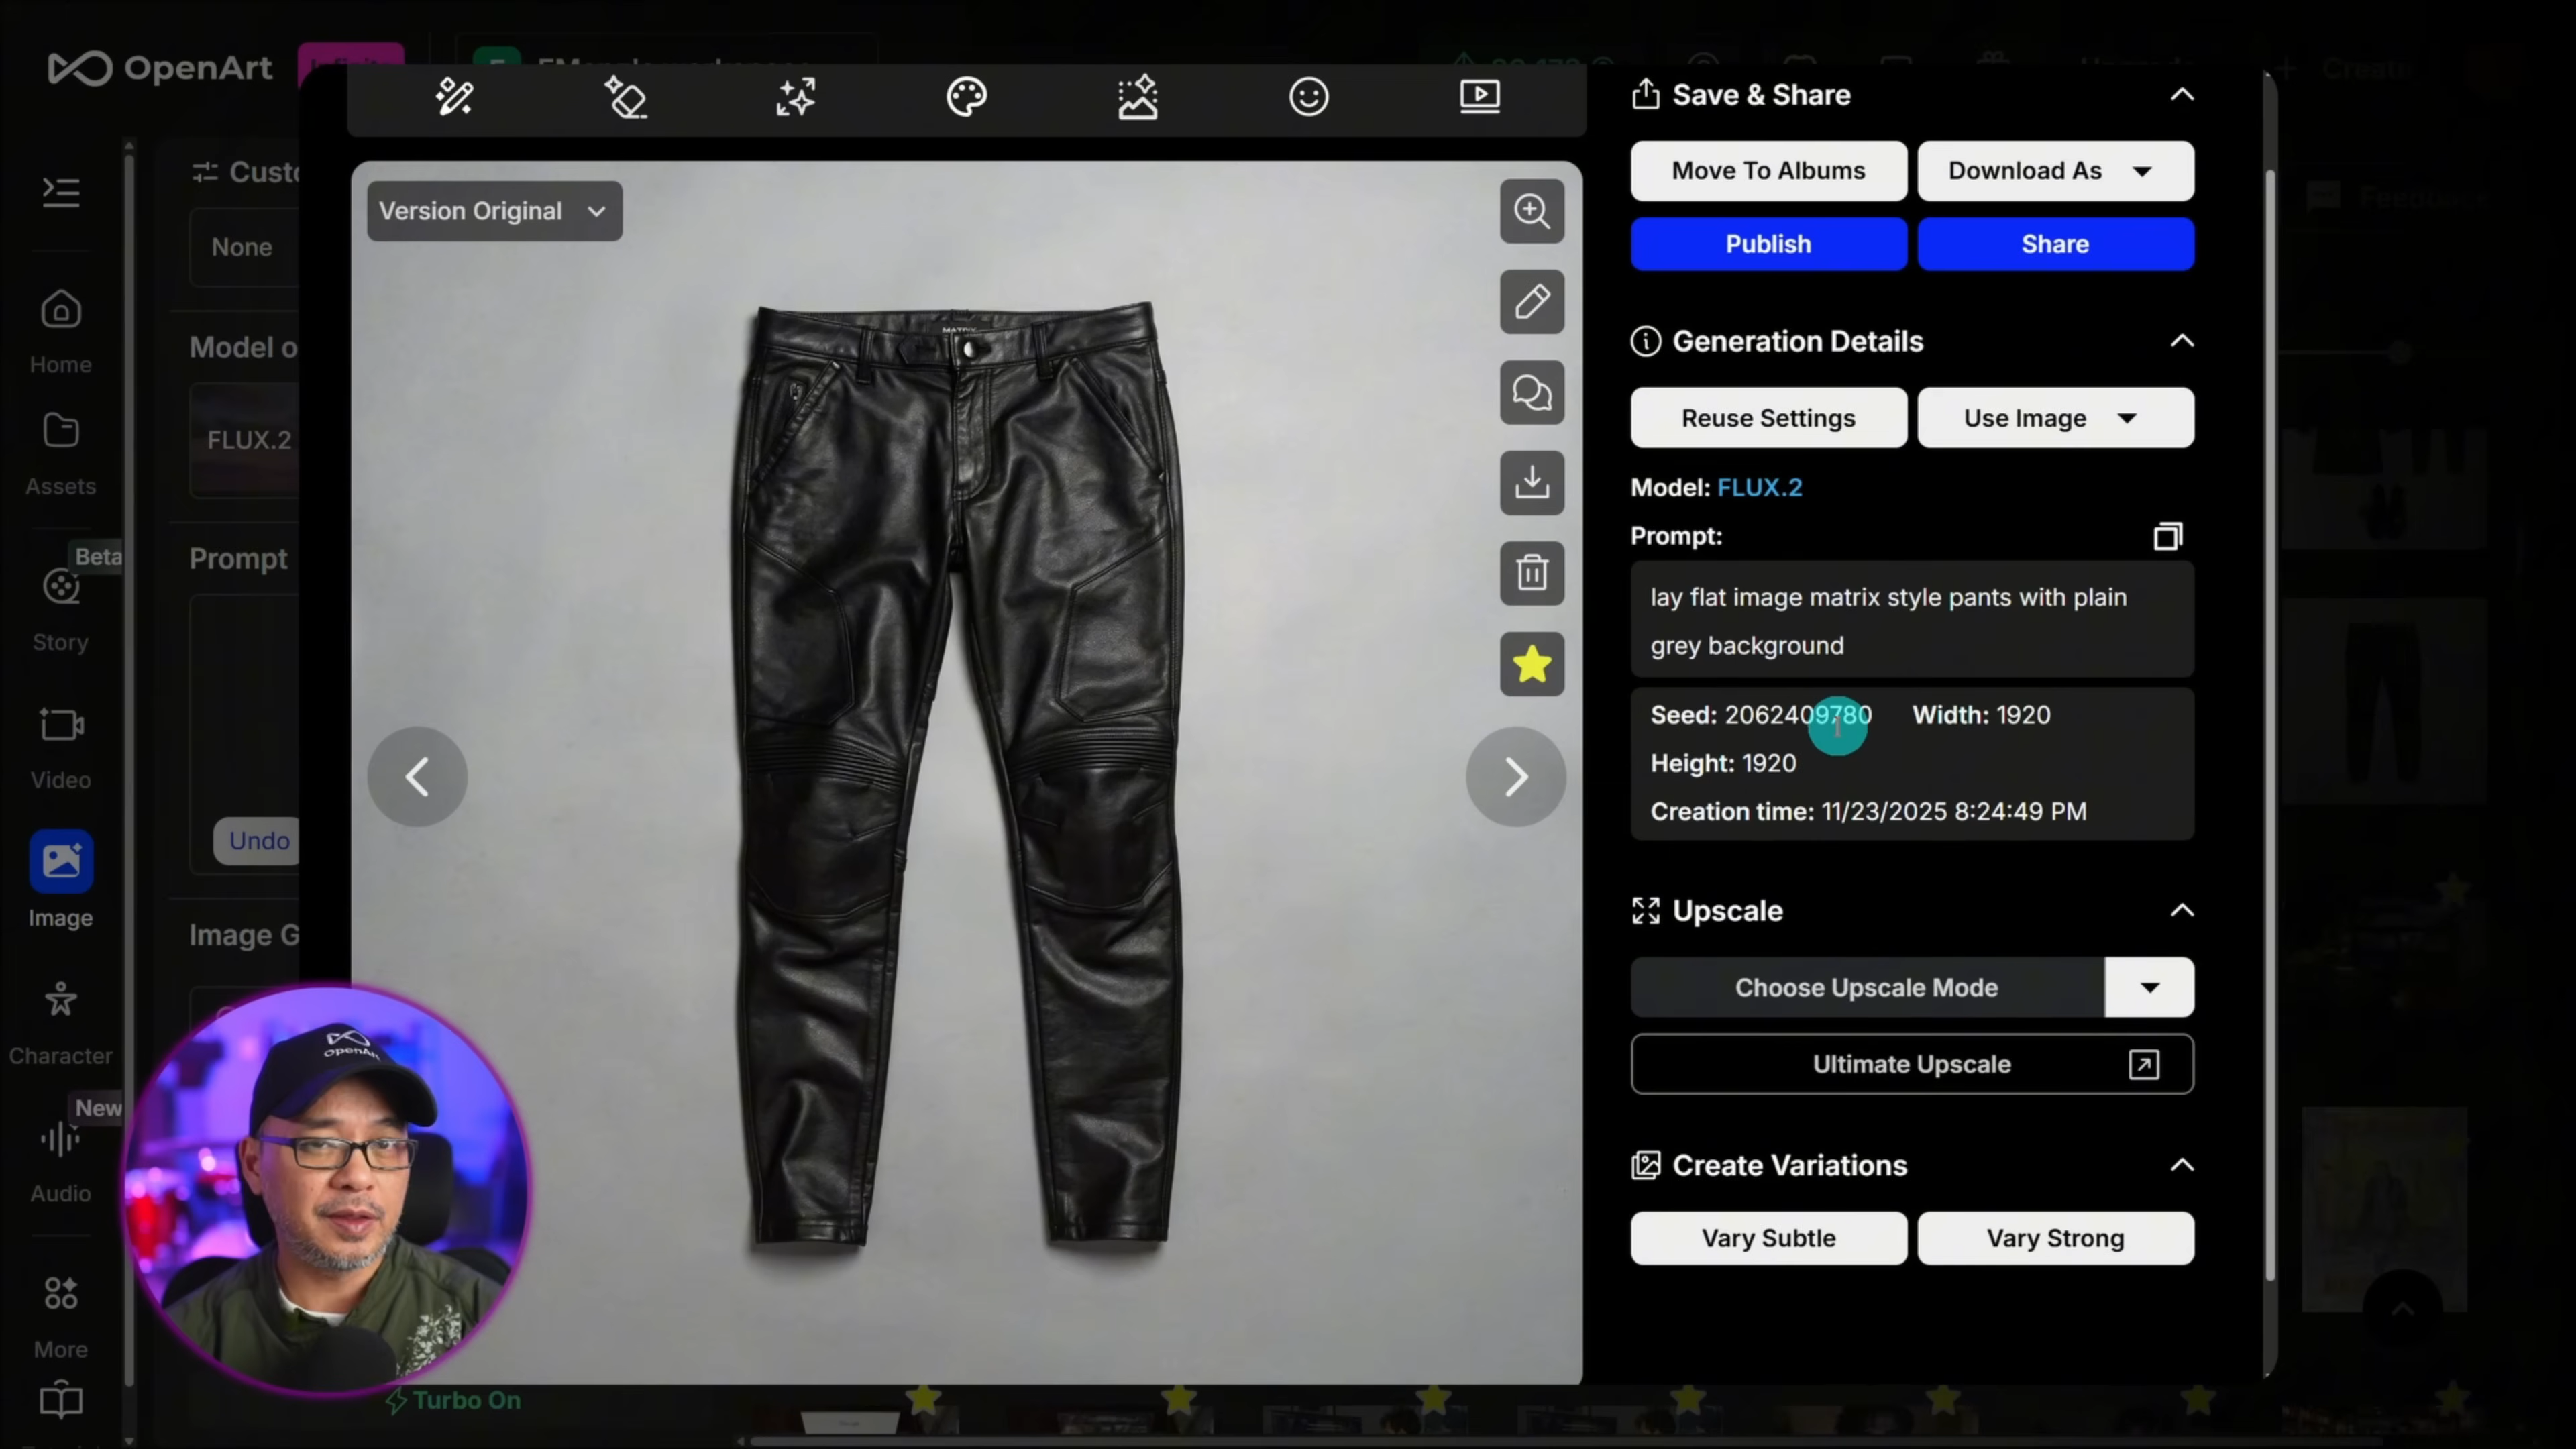 OpenArt
Save & Share
Move To Albums
Download As
Publish
Share
Custo
None
Version Original
Home
Model o
Generation Details
Reuse Settings
Use Image
FLUX.2
Assets
Model: FLUX.2
Prompt:
Beta
Prompt
lay flat image matrix style pants with plain
grey background
Story
Seed: 2062409780
Width: 1920
Height: 1920
Creation time: 11/23/2025 8:24:49 PM
Video
Undo
Image
Image G
Upscale
Choose Upscale Mode
Ultimate Upscale
Character
OpenArt
New
Audio
Create Variations
Vary Subtle
Vary Strong
More
Turbo On
MATRIX
Create